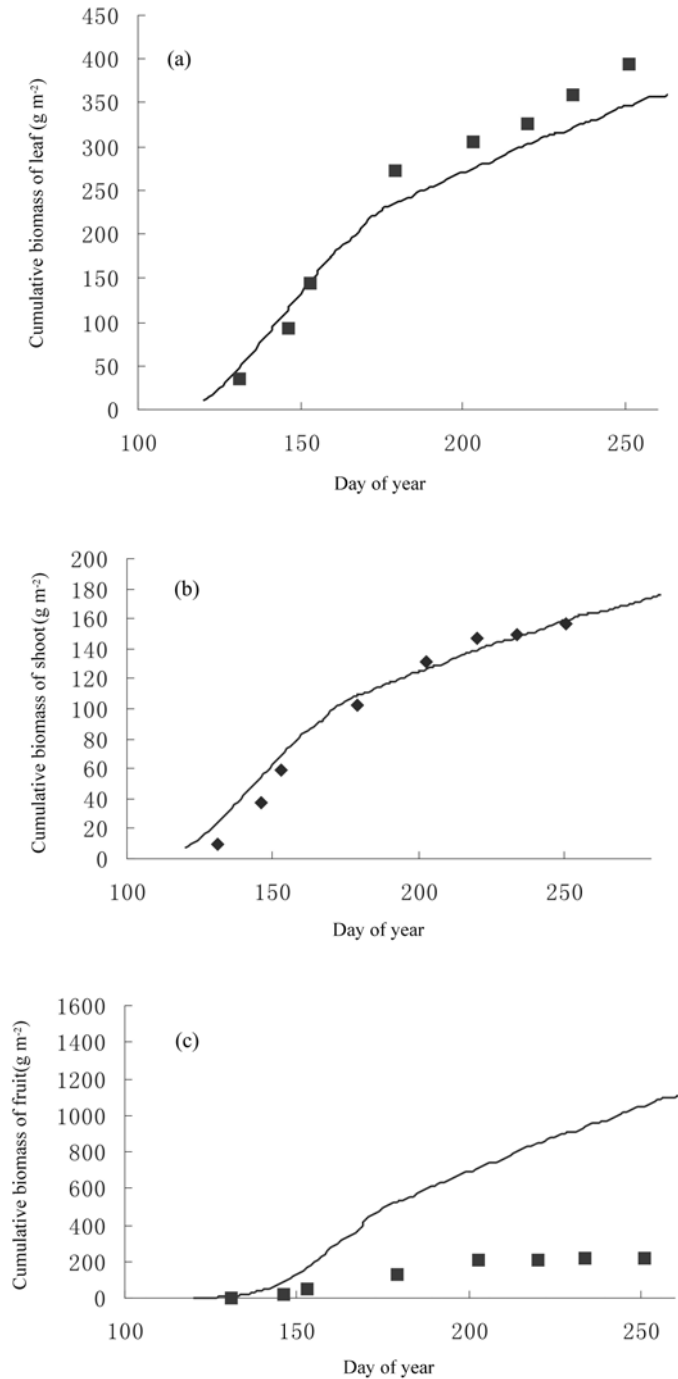 (a)
Cumulative biomass of leaf (g m-2)
450
400
350
300
250
200
150
100
50
0
100 150 200 250
Day of year
(b)
Cumulative biomass of shoot(g m-2)
200
180
160
140
120
100
80
60
40
20
0
100 150 200 250
Day of year
(c)
Cumulative biomass of fruit(g m-2)
1600
1400
1200
1000
800
600
400
200
0
100 150 200 250
Day of year